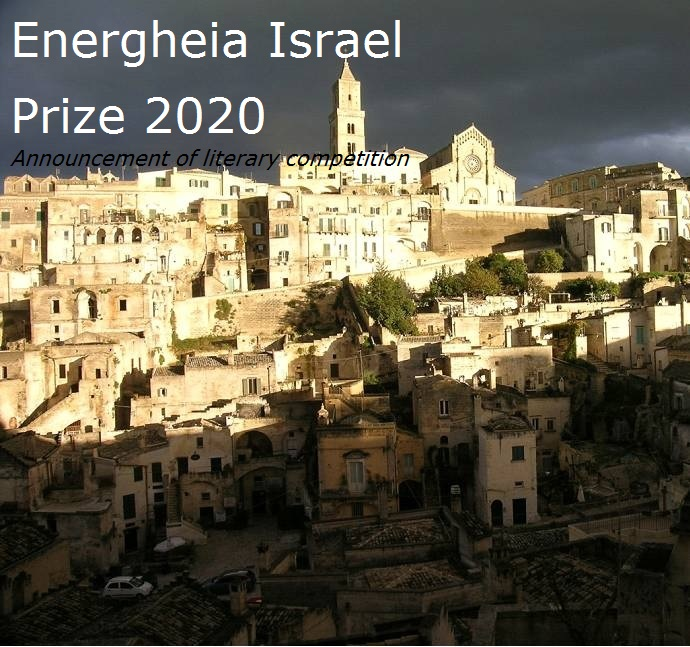 Energheia Israel
Prize 2020
Announcement of literary competition